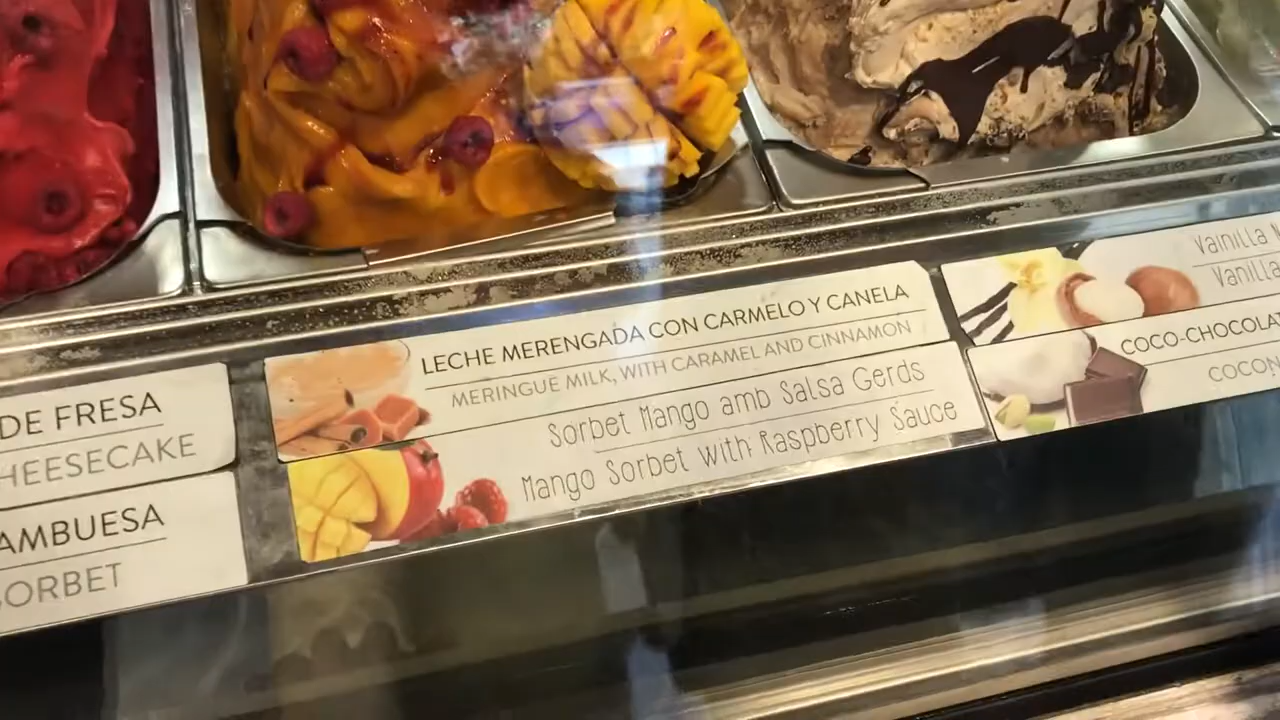 DE FRESA
HEESECAKE
AMBUESA
SORBET
LECHE MERENGADA CON CARMELO Y CANELA
MERINGUE MILK, WITH CARAMEL AND CINNAMON
Sorbet Mango amb Salsa Gerds
Mango Sorbet with Raspberry Sauce
Vainilla
Vanilla
COCO-CHOCOLAT
COCON